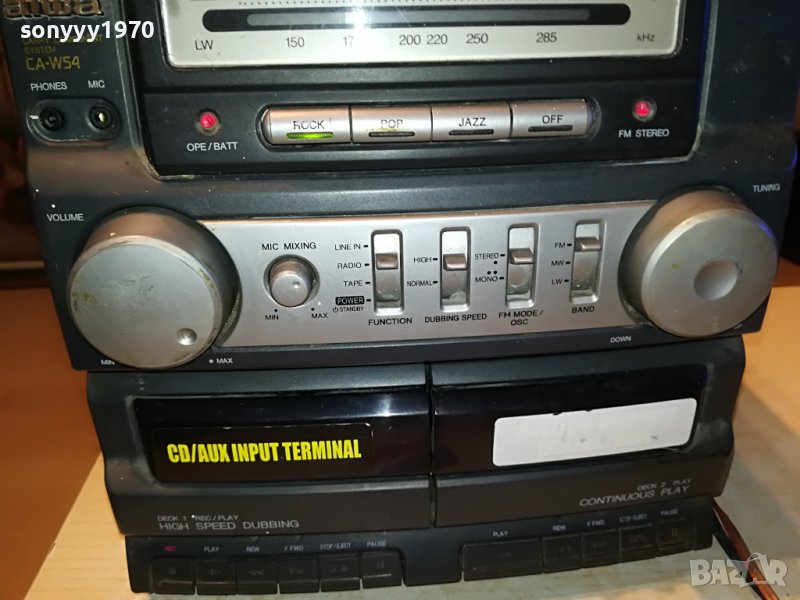 sonyyy1970
aiwa
CARRY COMPONENT
SYSTEM
CA-W54
LW 150 17 200 220 250 285 kHz
PHONES MIC
OPE/BATT
ROCK POP JAZZ OFF
FM STEREO
VOLUME
TUNING
MIC MIXING
MIN MAX
LINE IN
RADIO
TAPE
POWER
STANDBY
FUNCTION
HIGH
NORMAL
DUBBING SPEED
STEREO
MONO
FM MODE/
OSC
FM
MW
LW
BAND
MIN MAX
DOWN
CD/AUX INPUT TERMINAL
DECK 1 REC/PLAY
HIGH SPEED DUBBING
DECK 2 PLAY
CONTINUOUS PLAY
REC PLAY REW F FWD STOP/EJECT PAUSE
PLAY REW F FWD STOP/EJECT PAUSE
BAZAR